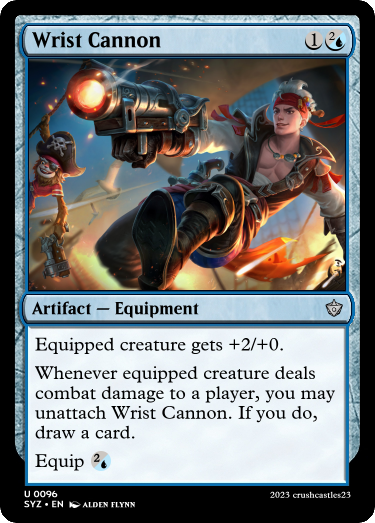 Wrist Cannon 1 2
Artifact — Equipment
Equipped creature gets +2/+0.
Whenever equipped creature deals
combat damage to a player, you may
unattach Wrist Cannon. If you do,
draw a card.
Equip 2
U 0096
SYZ • EN ALDEN FLYNN
2023 crushcastles23